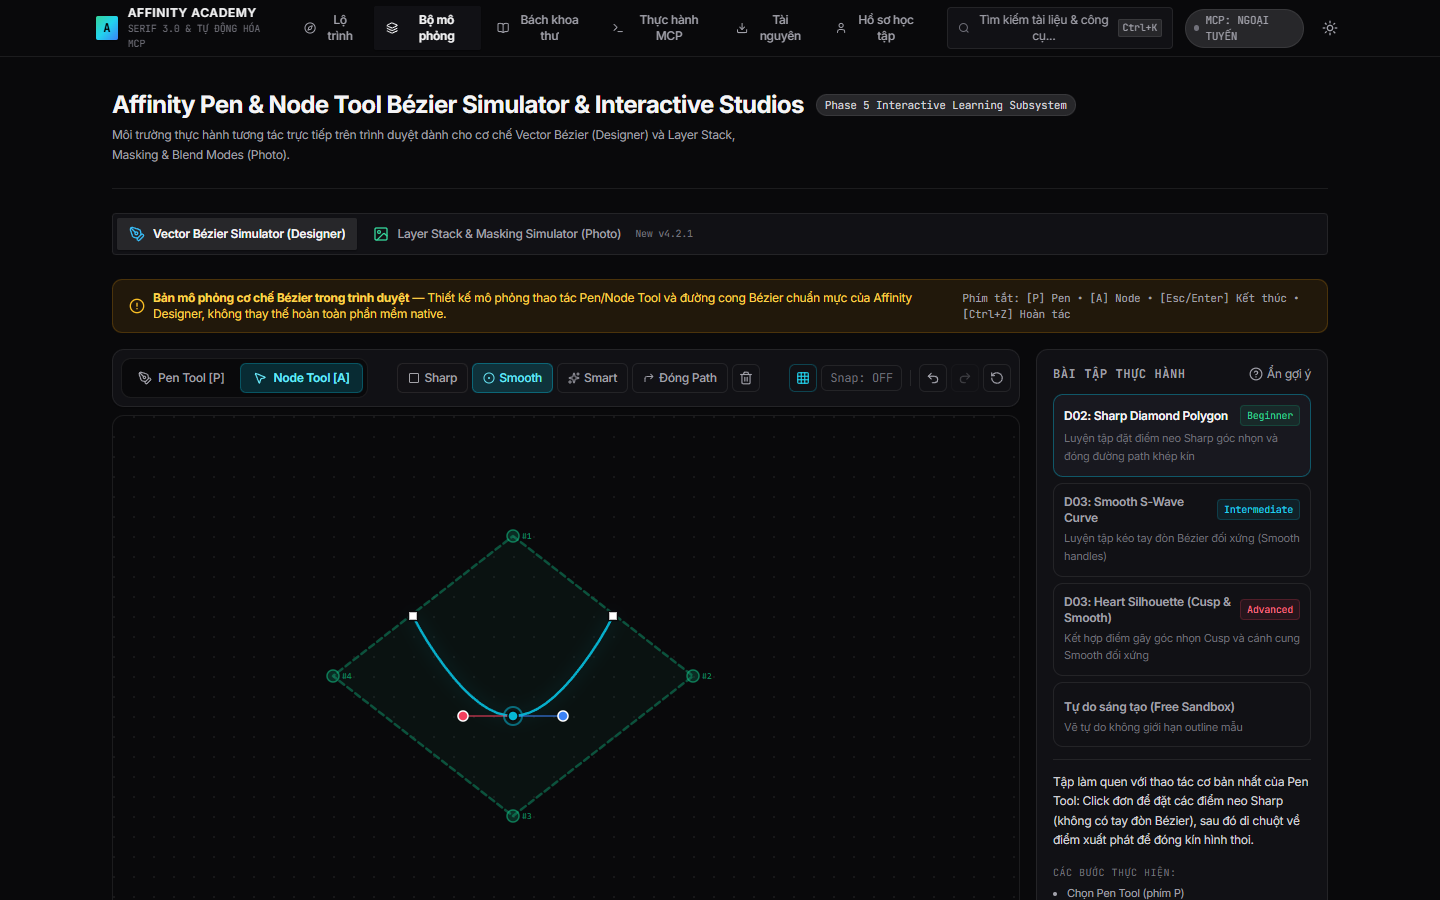 A
AFFINITY ACADEMY
SERIF 3.0 & TỰ ĐỘNG HÓA
MCP
Lộ
trình
Bộ mô
phỏng
Bách khoa
thư
Thực hành
MCP
Tài
nguyên
Hồ sơ học
tập
Tìm kiếm tài liệu & công
cụ...
Ctrl+K
MCP: NGOẠI
TUYẾN
Affinity Pen & Node Tool Bézier Simulator & Interactive Studios
Phase 5 Interactive Learning Subsystem
Môi trường thực hành tương tác trực tiếp trên trình duyệt dành cho cơ chế Vector Bézier (Designer) và Layer Stack,
Masking & Blend Modes (Photo).
Vector Bézier Simulator (Designer)
Layer Stack & Masking Simulator (Photo) New v4.2.1
Bản mô phỏng cơ chế Bézier trong trình duyệt — Thiết kế mô phỏng thao tác Pen/Node Tool và đường cong Bézier chuẩn mực của Affinity
Designer, không thay thế hoàn toàn phần mềm native.
Phím tắt: [P] Pen • [A] Node • [Esc/Enter] Kết thúc •
[Ctrl+Z] Hoàn tác
Pen Tool [P]
Node Tool [A]
Sharp
Smooth
Smart
Đóng Path
Snap: OFF
#1
#2
#3
#4
BÀI TẬP THỰC HÀNH
Ẩn gợi ý
D02: Sharp Diamond Polygon
Beginner
Luyện tập đặt điểm neo Sharp góc nhọn và
đóng đường path khép kín
D03: Smooth S-Wave
Curve
Intermediate
Luyện tập kéo tay đòn Bézier đối xứng (Smooth
handles)
D03: Heart Silhouette (Cusp &
Smooth)
Advanced
Kết hợp điểm gãy góc nhọn Cusp và cánh cung
Smooth đối xứng
Tự do sáng tạo (Free Sandbox)
Vẽ tự do không giới hạn outline mẫu
Tập làm quen với thao tác cơ bản nhất của Pen
Tool: Click đơn để đặt các điểm neo Sharp
(không có tay đòn Bézier), sau đó di chuột về
điểm xuất phát để đóng kín hình thoi.
CÁC BƯỚC THỰC HIỆN:
• Chọn Pen Tool (phím P)